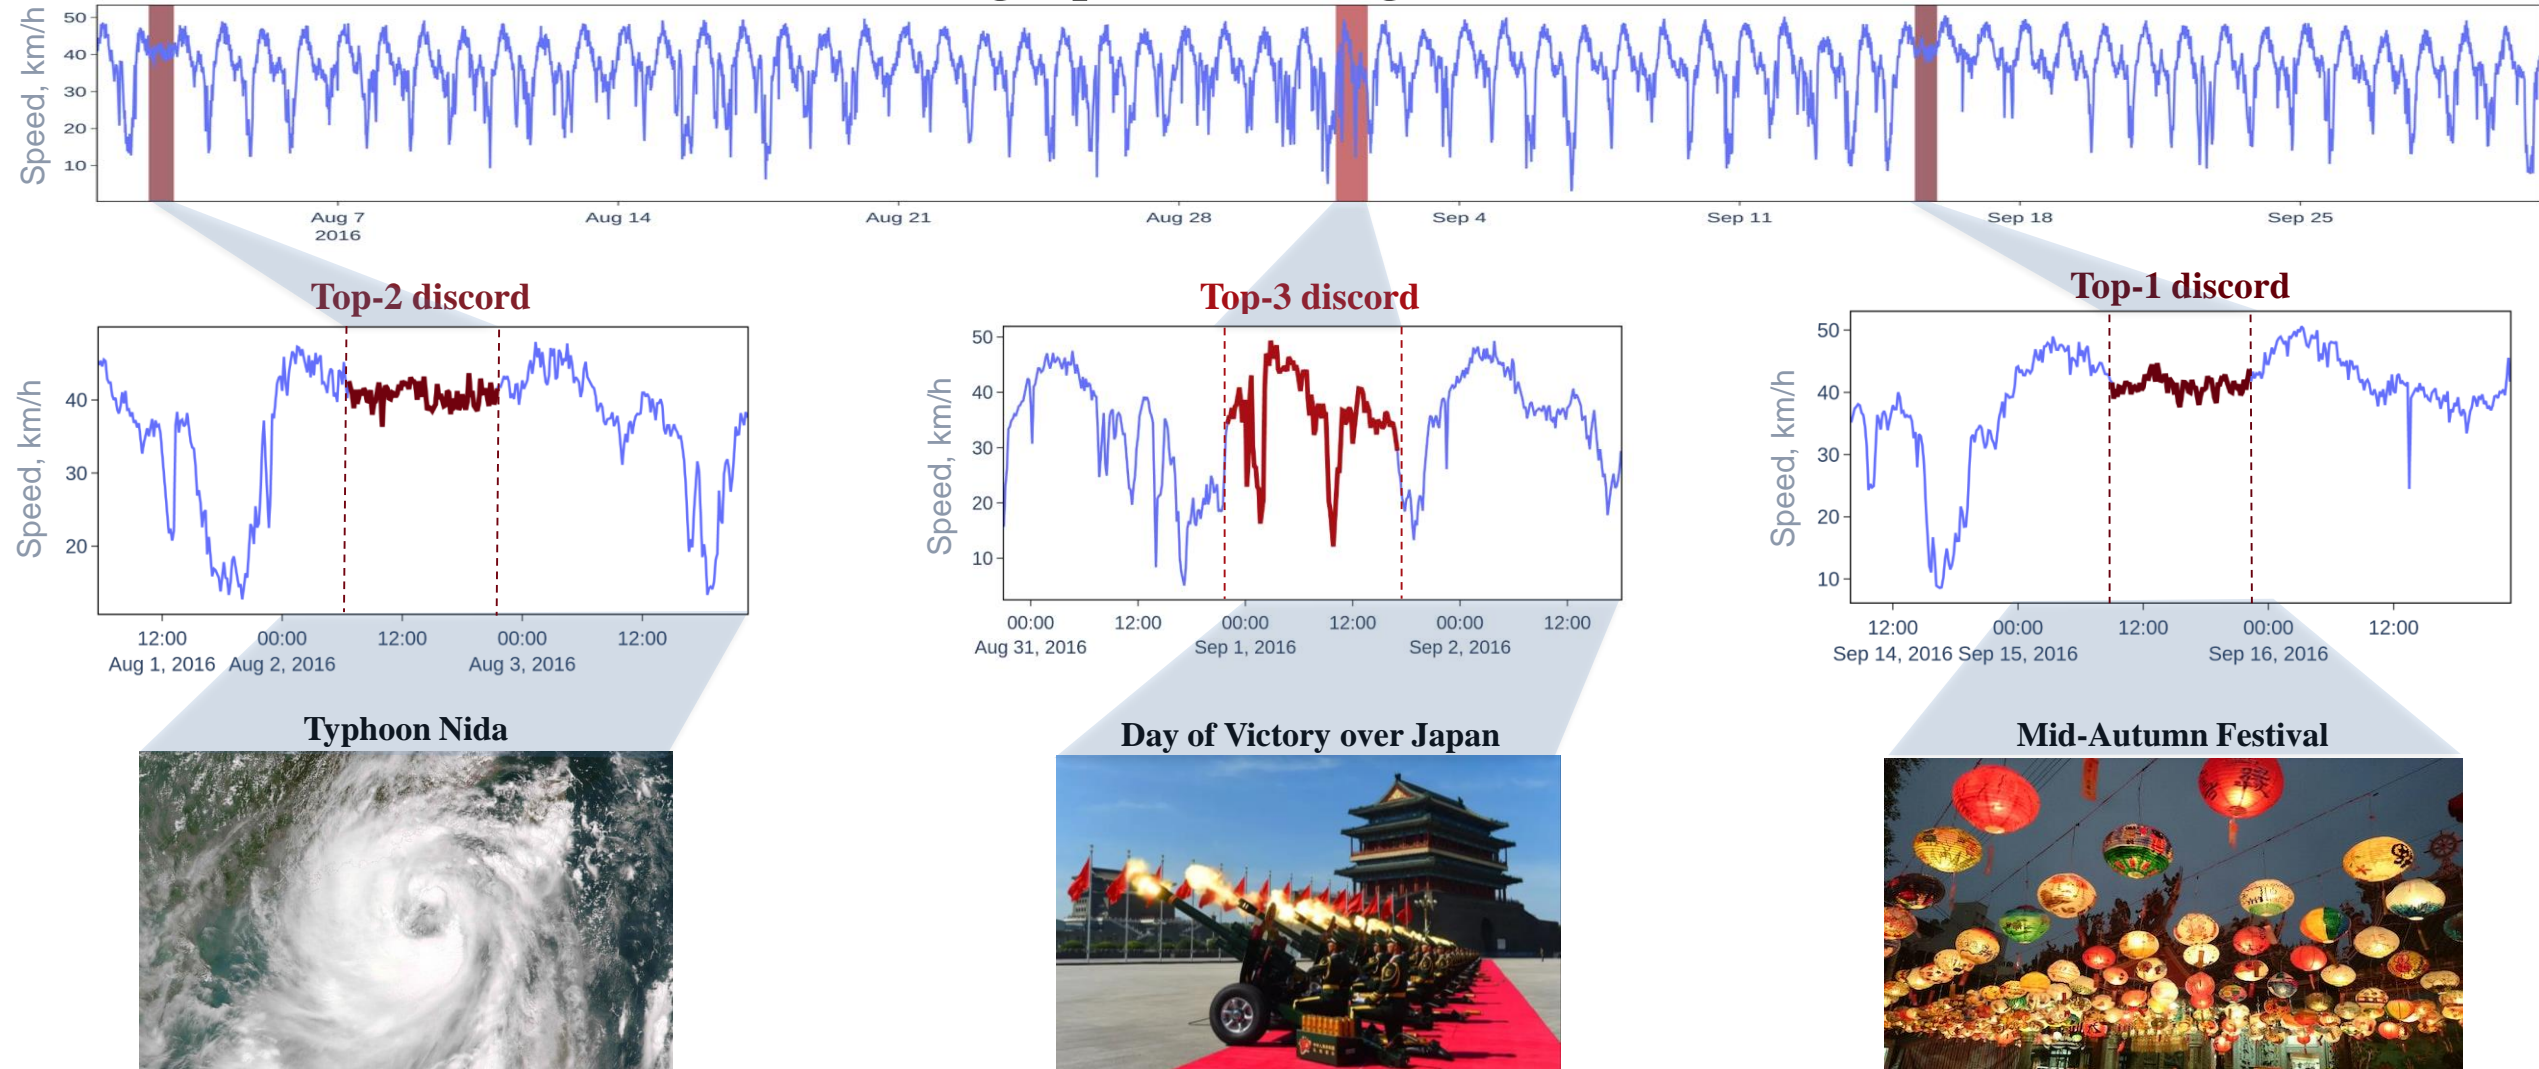 Speed, km/h
50
40
30
20
10
Aug 7 Aug 14 Aug 21 Aug 28 Sep 4 Sep 11 Sep 18 Sep 25
2016
Top-2 discord
Speed, km/h
40
30
20
12:00 00:00 12:00 00:00 12:00
Aug 1, 2016 Aug 2, 2016 Aug 3, 2016
Typhoon Nida
Top-3 discord
Speed, km/h
50
40
30
20
10
00:00 12:00 00:00 12:00 00:00 12:00
Aug 31, 2016 Sep 1, 2016 Sep 2, 2016
Day of Victory over Japan
Top-1 discord
Speed, km/h
50
40
30
20
10
12:00 00:00 12:00 00:00 12:00
Sep 14, 2016 Sep 15, 2016 Sep 16, 2016
Mid-Autumn Festival